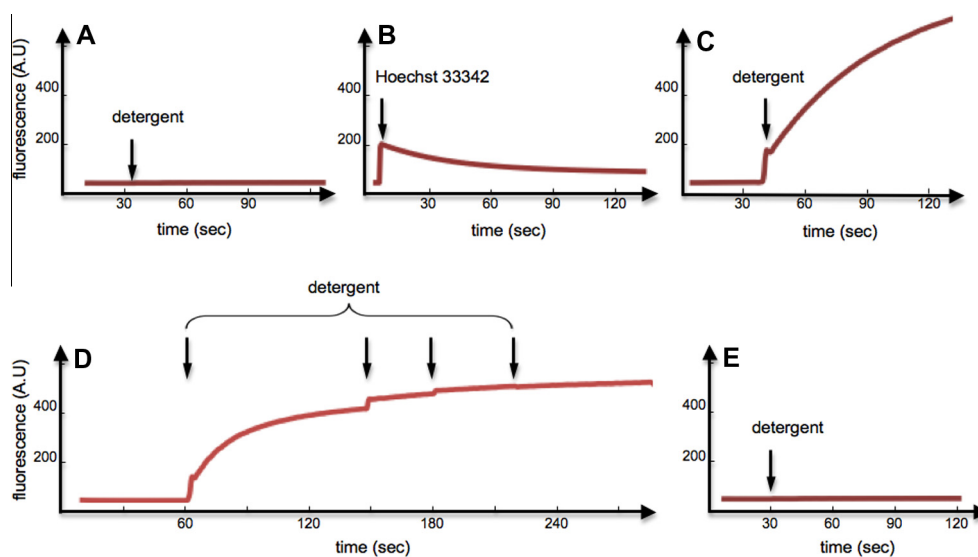 A
fluorescence (A.U)
400
200
detergent
30 60 90
time (sec)
B
Hoechst 33342
400
200
30 60 90 120
time (sec)
C
detergent
400
200
30 60 90 120
time (sec)
detergent
D
fluorescence (A.U)
400
200
60 120 180 240
time (sec)
E
detergent
400
200
30 60 90 120
time (sec)